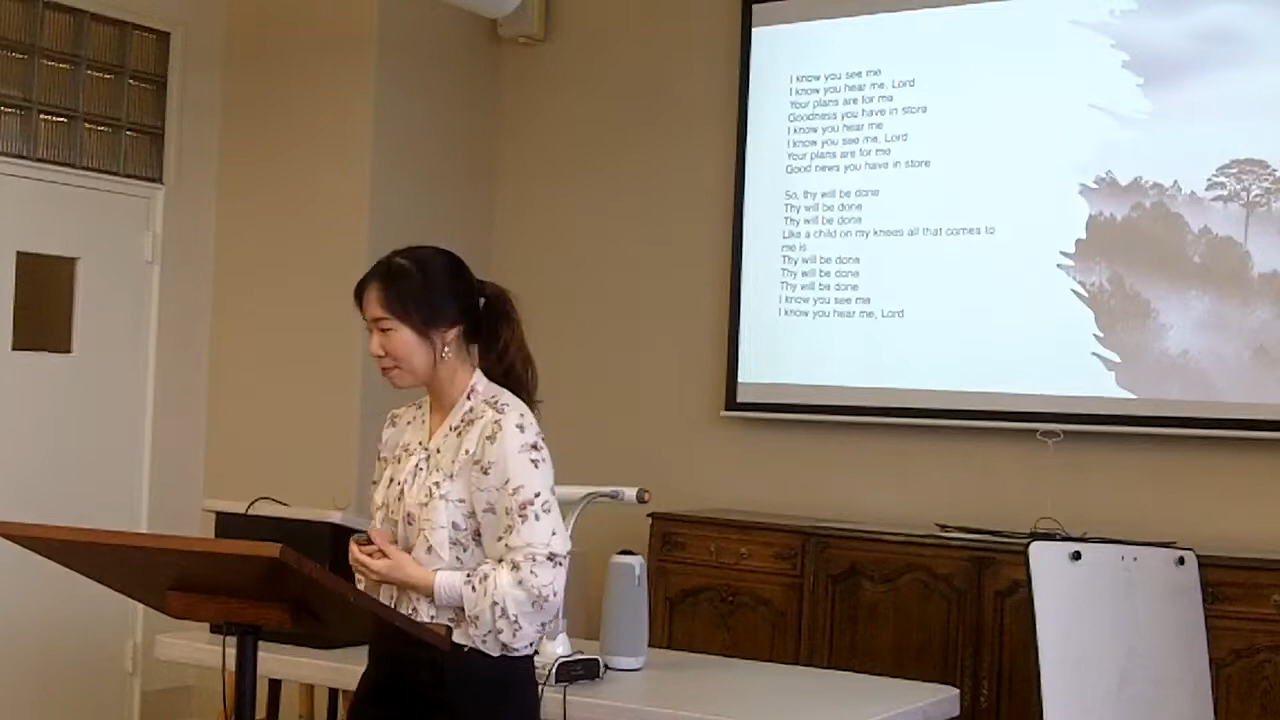 I know you see me
I know you hear me, Lord
Your plans are for me
Goodness you have in store
I know you hear me
I know you see me, Lord
Your plans are for me
Good news you have in store
So, thy will be done
Thy will be done
Thy will be done
Like a child on my knees all that comes to
me is
Thy will be done
Thy will be done
Thy will be done
I know you see me
I know you hear me, Lord